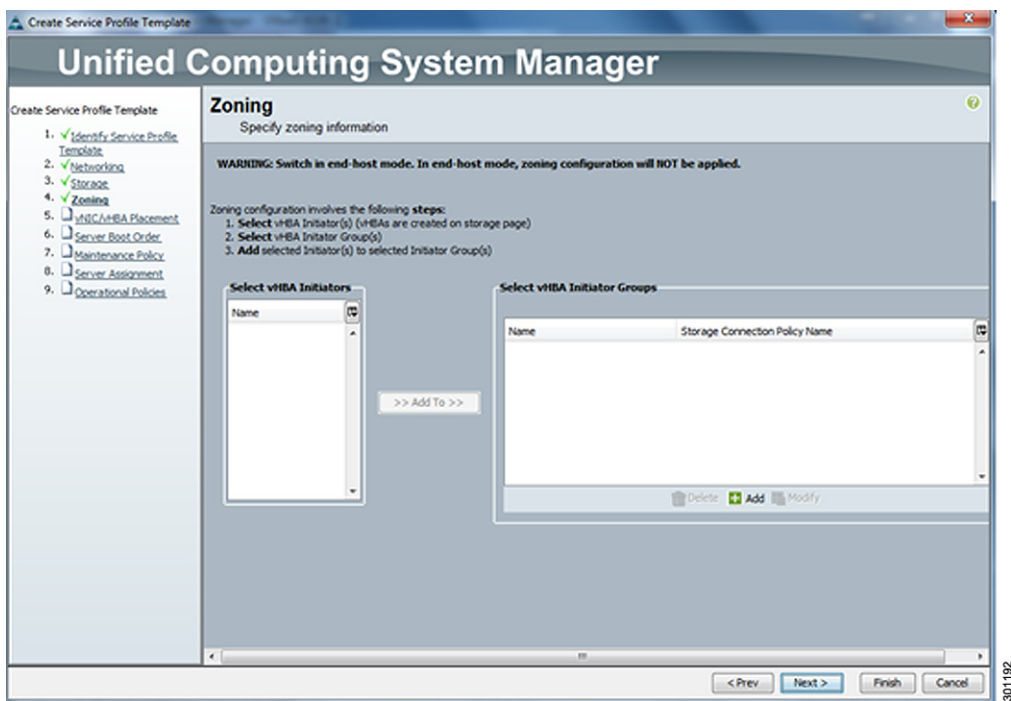 Create Service Profile Template
Unified Computing System Manager
Create Service Profile Template
1. Identify Service Profile
Template
2. Networking
3. Storage
4. Zoning
5. vNIC/vHBA Placement
6. Server Boot Order
7. Maintenance Policy
8. Server Assignment
9. Operational Policies
Zoning
Specify zoning information
WARNING: Switch in end-host mode. In end-host mode, zoning configuration will NOT be applied.
Zoning configuration involves the following steps:
1. Select vHBA Initiator(s) (vHBAs are created on storage page)
2. Select vHBA Initator Group(s)
3. Add selected Initiator(s) to selected Initiator Group(s)
Select vHBA Initiators
Name
>> Add To >>
Select vHBA Initiator Groups
Name Storage Connection Policy Name
Delete Add Modify
< Prev Next > Finish Cancel
301192